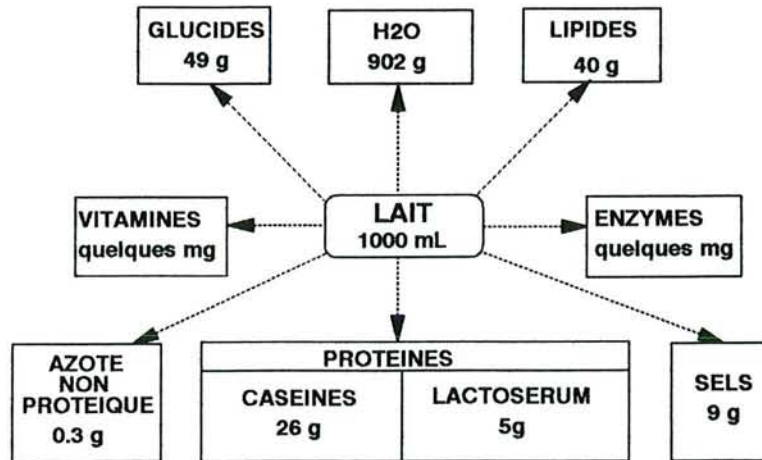 GLUCIDES
49 g
H2O
902 g
LIPIDES
40 g
VITAMINES
quelques mg
LAIT
1000 mL
ENZYMES
quelques mg
AZOTE
NON
PROTEIQUE
0.3 g
PROTEINES
CASEINES
26 g
LACTOSERUM
5g
SELS
9 g